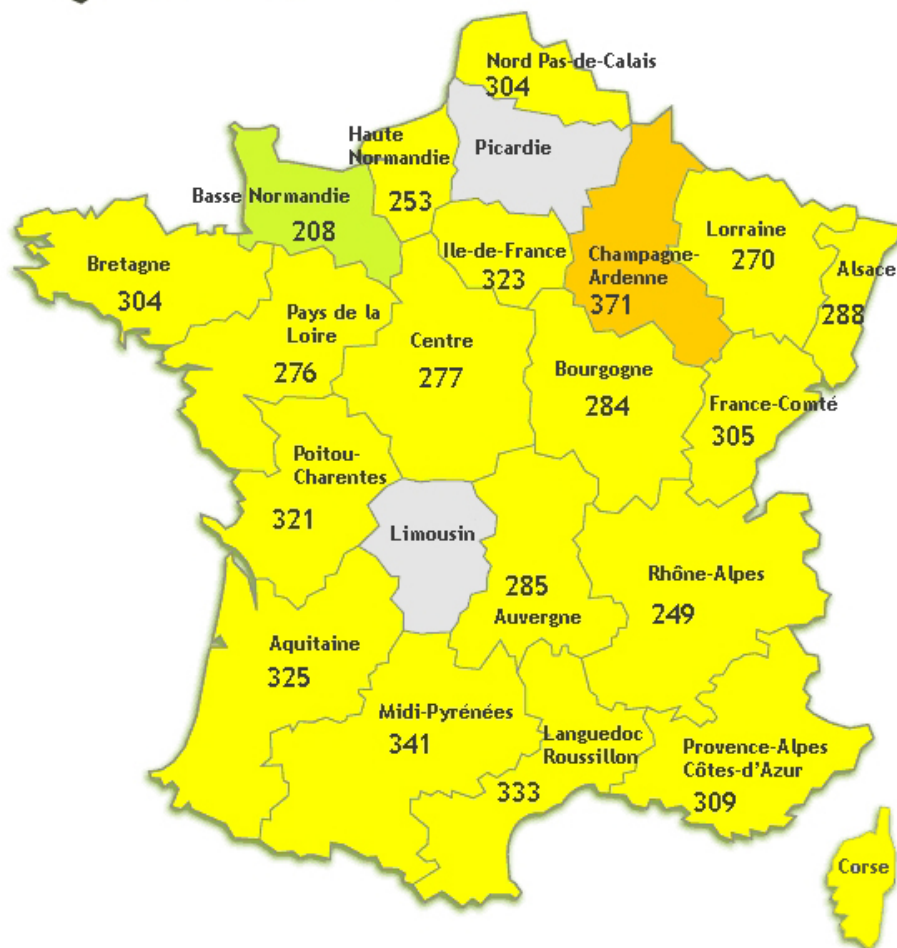 Nord Pas-de-Calais
304
Haute
Normandie
253
Picardie
Basse Normandie
208
Ile-de-France
323
Champagne-
Ardenne
371
Lorraine
270
Alsace
288
Bretagne
304
Pays de la
Loire
276
Centre
277
Bourgogne
284
France-Comté
305
Poitou-
Charentes
321
Limousin
285
Auvergne
Rhône-Alpes
249
Aquitaine
325
Midi-Pyrénées
341
Languedoc
Roussillon
333
Provence-Alpes
Côtes-d'Azur
309
Corse